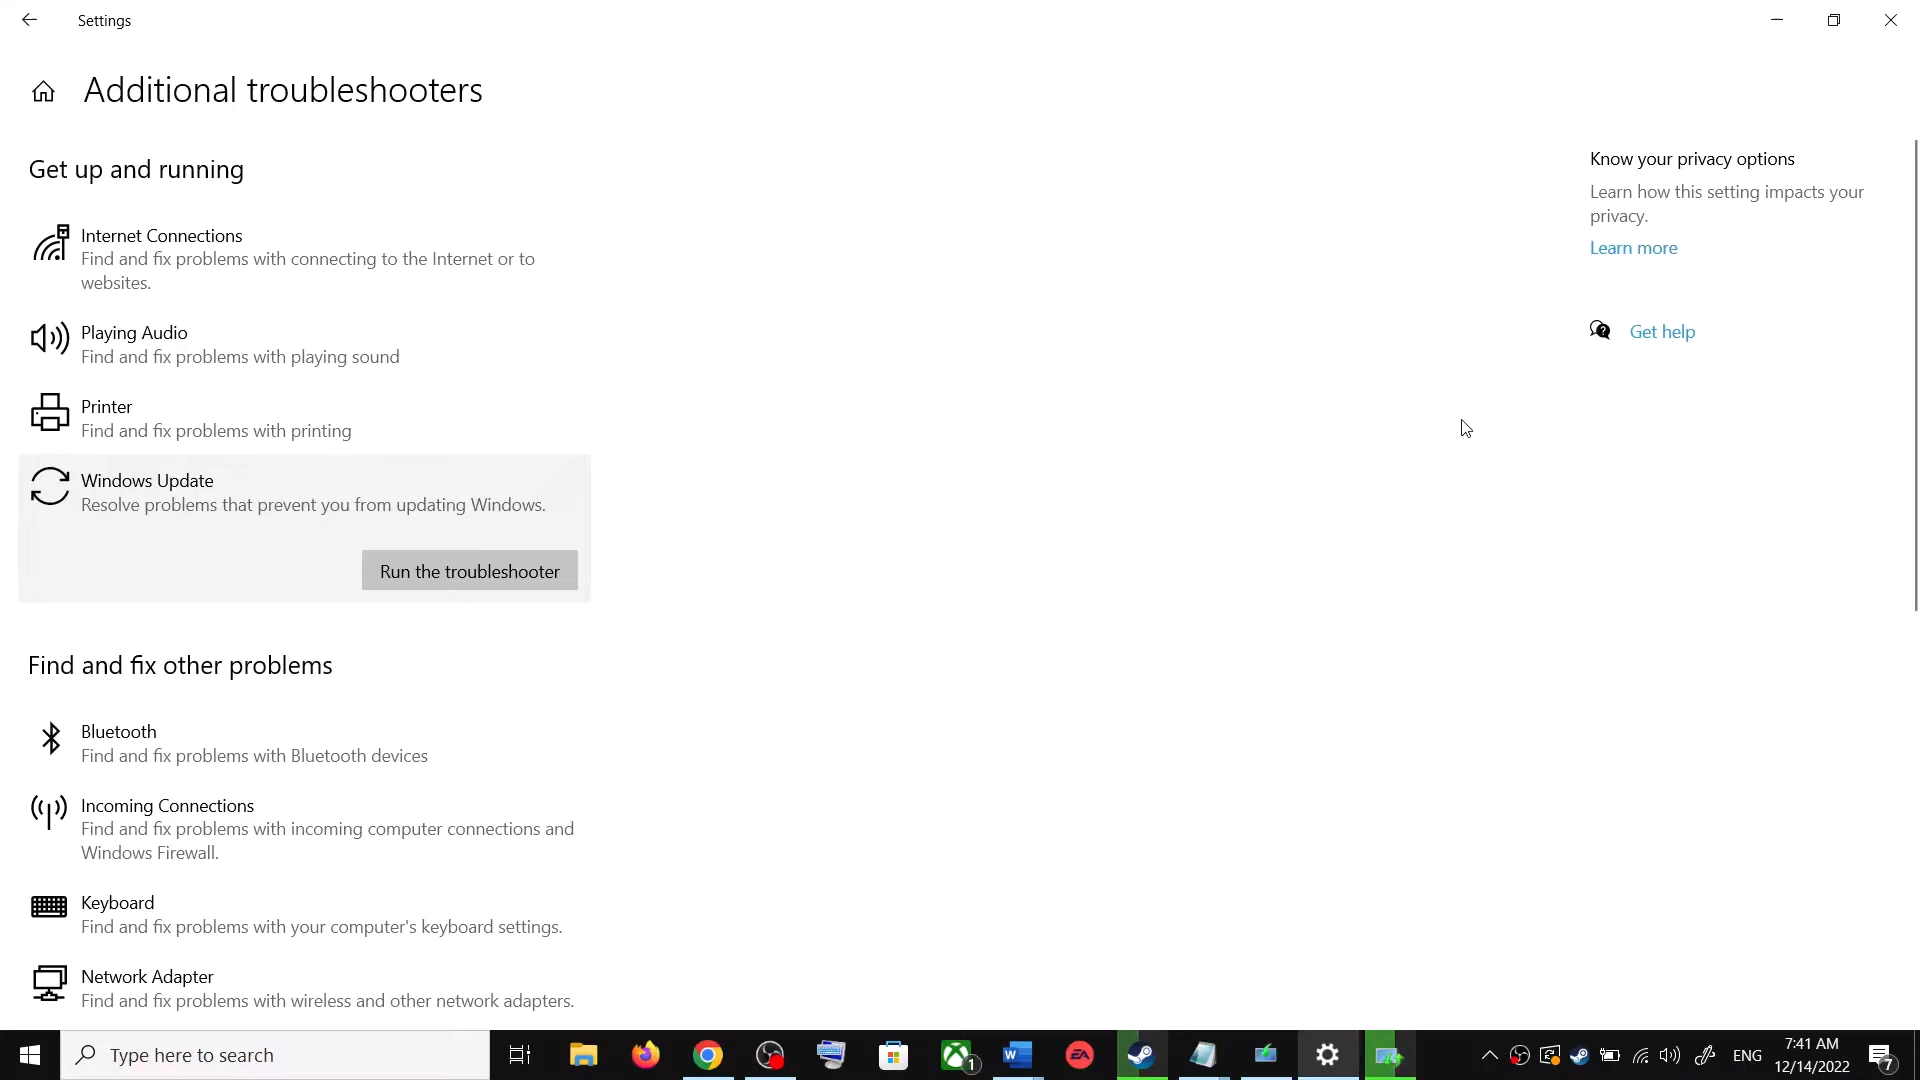 Settings
Additional troubleshooters
Get up and running
Internet Connections
Find and fix problems with connecting to the Internet or to
websites.
Playing Audio
Find and fix problems with playing sound
Printer
Find and fix problems with printing
Windows Update
Resolve problems that prevent you from updating Windows.
Run the troubleshooter
Find and fix other problems
Bluetooth
Find and fix problems with Bluetooth devices
Incoming Connections
Find and fix problems with incoming computer connections and
Windows Firewall.
Keyboard
Find and fix problems with your computer's keyboard settings.
Network Adapter
Find and fix problems with wireless and other network adapters.
Know your privacy options
Learn how this setting impacts your
privacy.
Learn more
Get help
Type here to search
1
W
EA
ENG
7:41 AM
12/14/2022
7